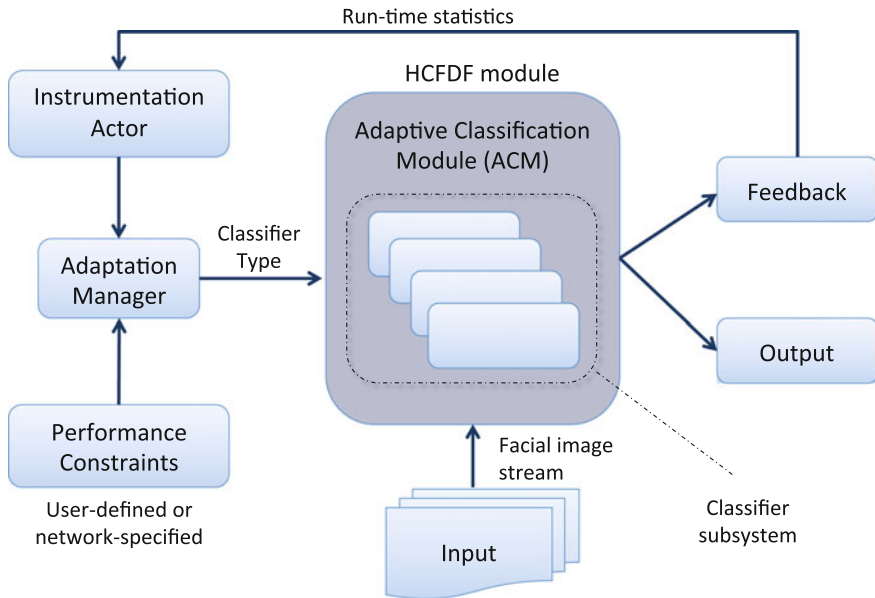 Run-time statistics
HCFDF module
Instrumentation
Actor
Adaptive Classification
Module (ACM)
Feedback
Classifier
Type
Adaptation
Manager
Output
Performance
Constraints
Facial image
stream
User-defined or
network-specified
Input
Classifier
subsystem